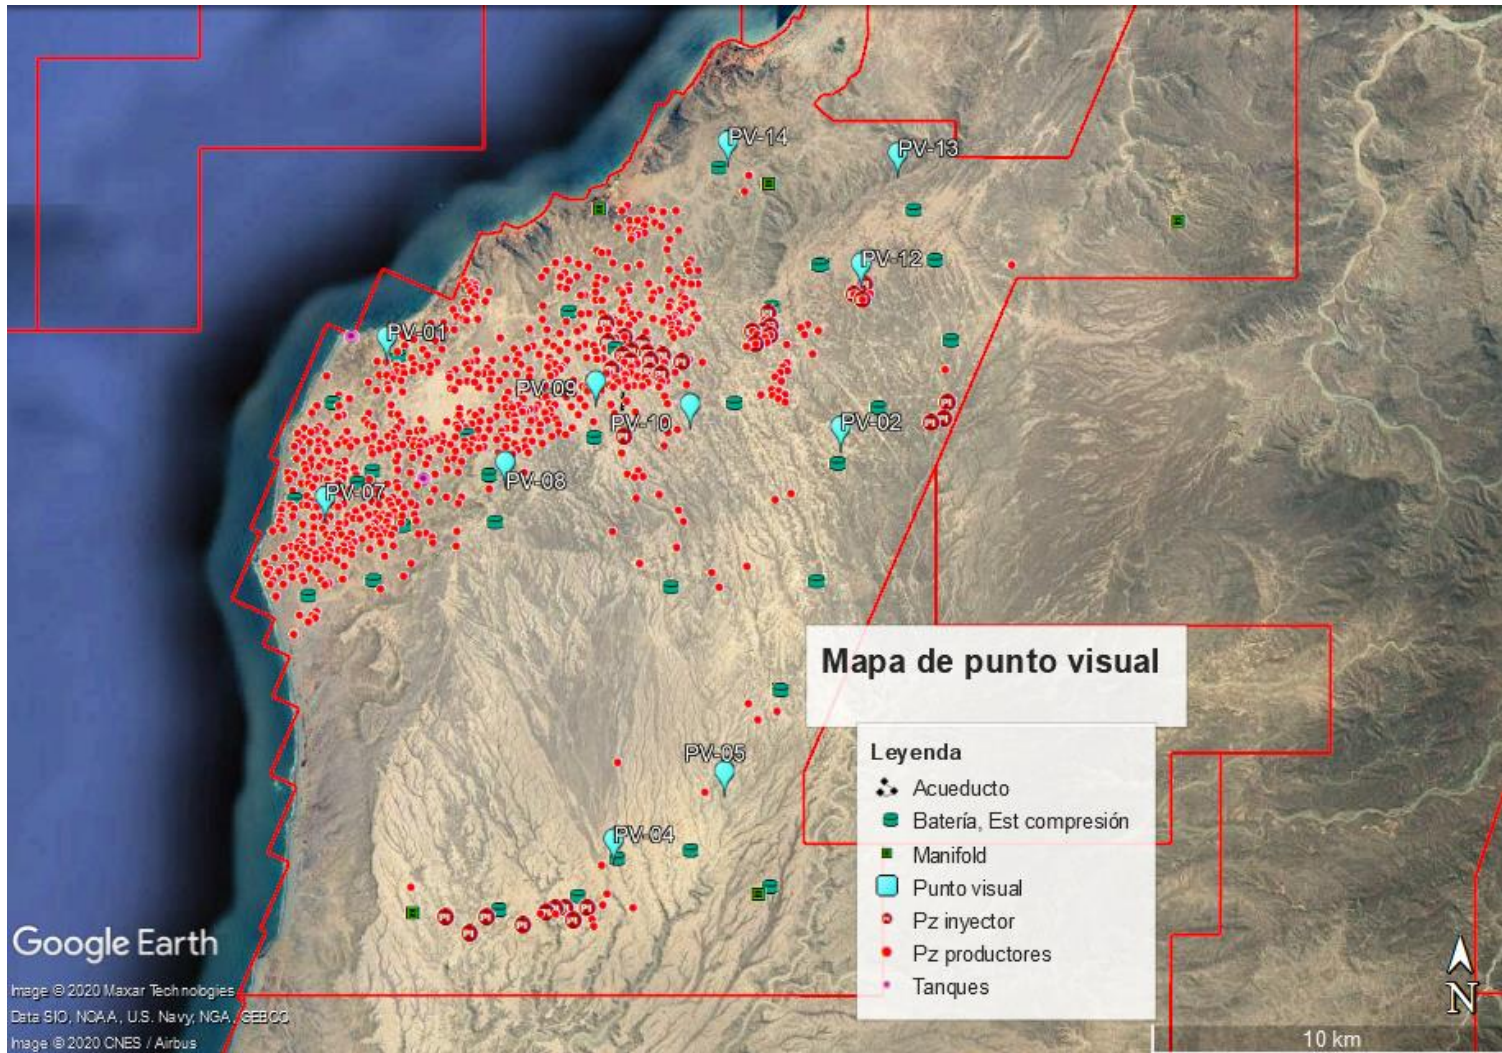 PV-14
PV-13
PV-12
PV-01
PV-09
PV-10
PV-02
PV-08
PV-07
Mapa de punto visual
PV-05
PV-04
Leyenda
Acueducto
Batería, Est compresión
Manifold
Punto visual
Pz inyector
Pz productores
Tanques
Google Earth
Image © 2020 Maxar Technologies
Data SIO, NOAA, U.S. Navy, NGA, GEBCO
Image © 2020 CNES / Airbus
N
10 km